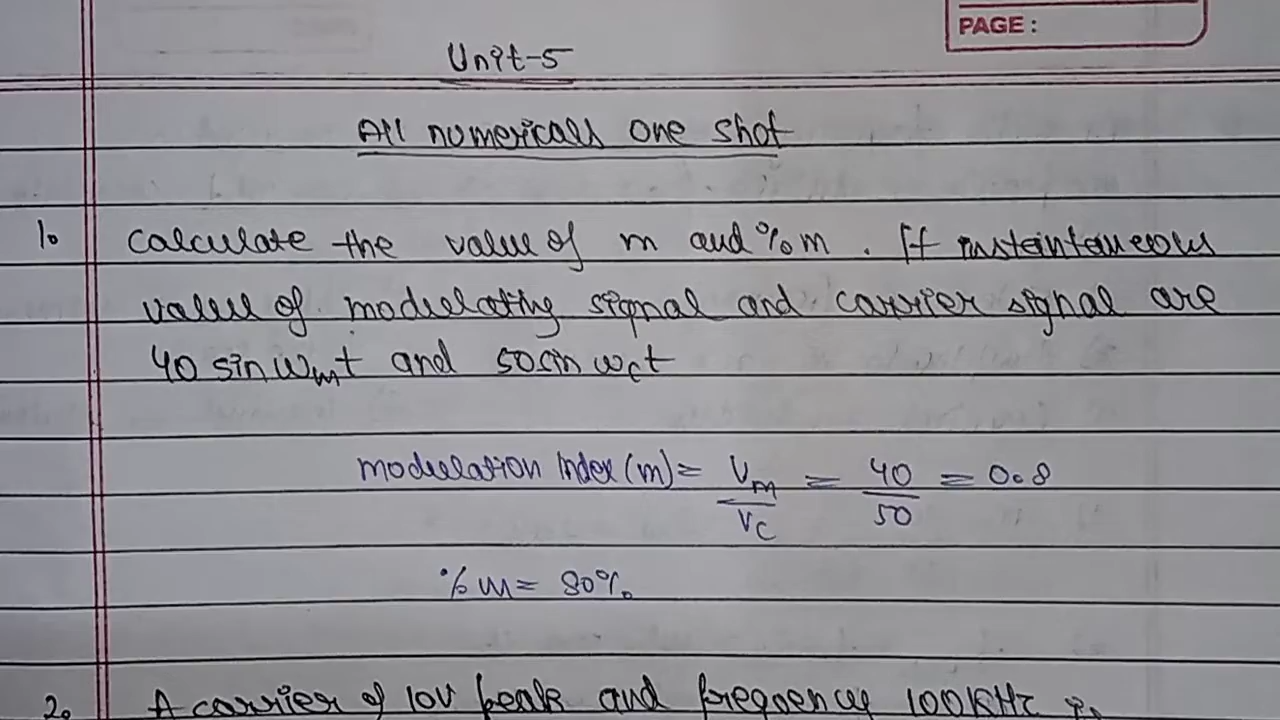 PAGE :
Unit-5
All numericals one shot
1. calculate the value of m and %m . If instaintaneous
value of modulating signal and carrier signal are
40 sin ωmt and 50 sin ωct
modulation Index (m) = Vm/Vc = 40/50 = 0.8
% m = 80%
2. A carrier of 10V peak and frequency 100KHz is